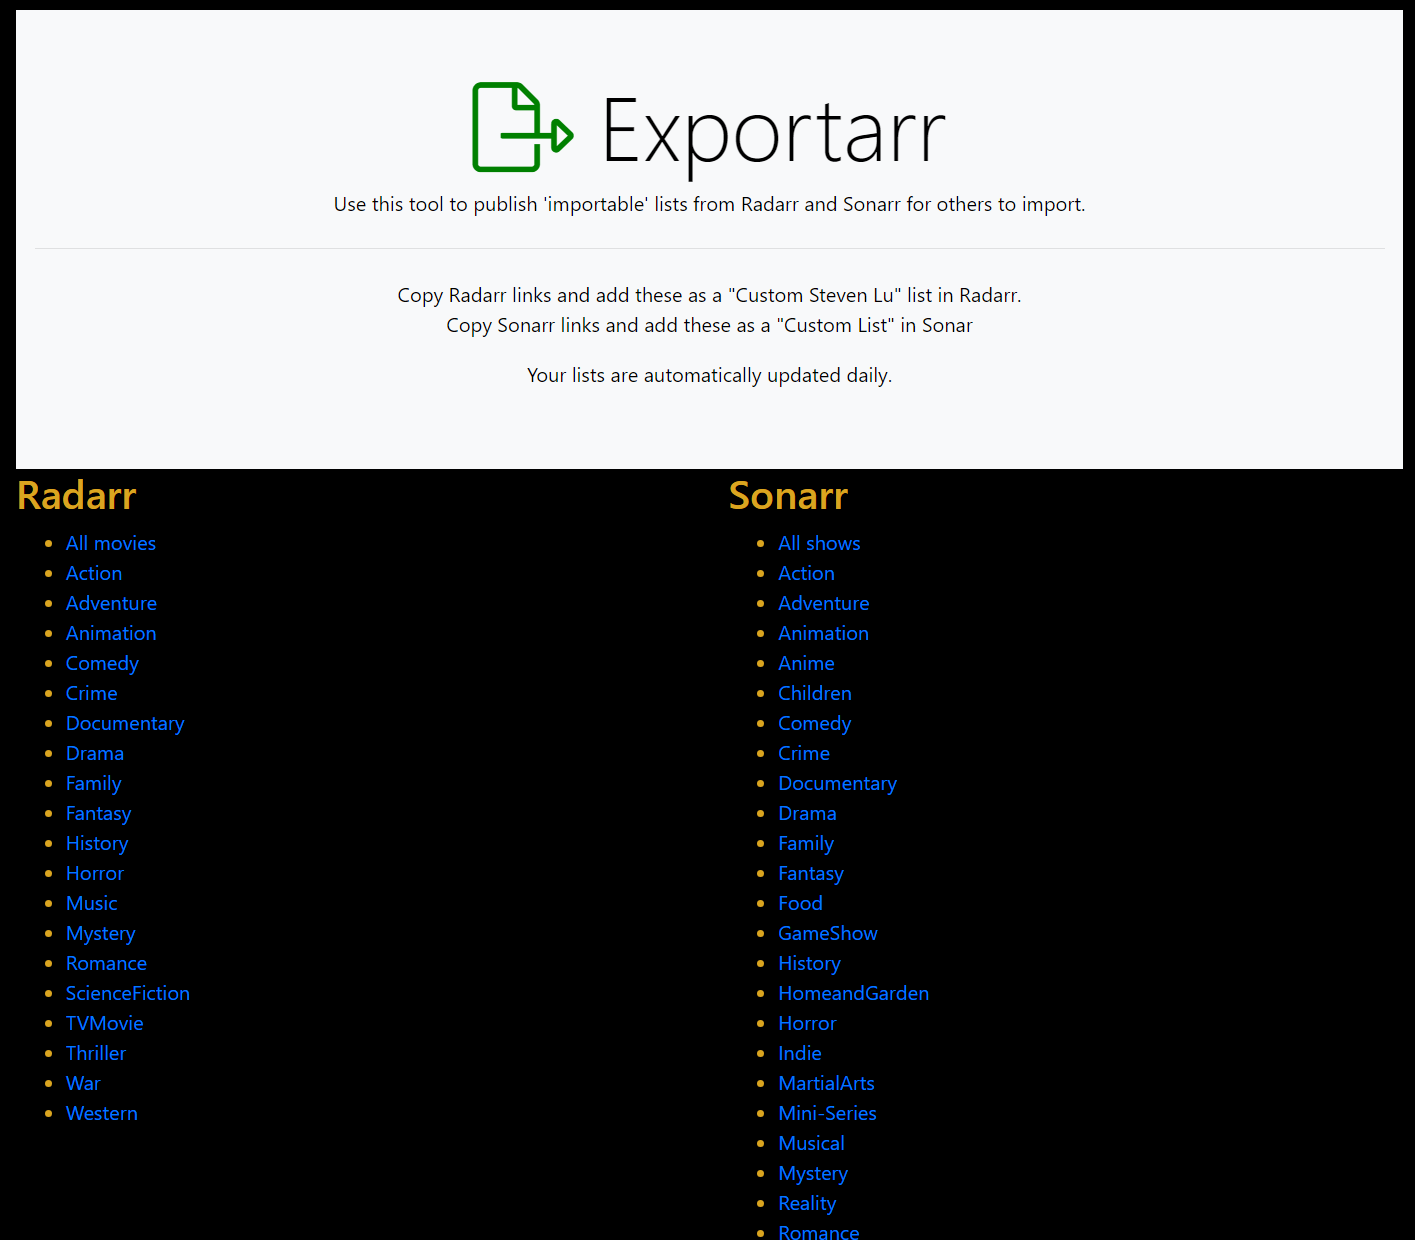 Exportarr
Use this tool to publish 'importable' lists from Radarr and Sonarr for others to import.
Copy Radarr links and add these as a "Custom Steven Lu" list in Radarr.
Copy Sonarr links and add these as a "Custom List" in Sonar
Your lists are automatically updated daily.
Radarr
All movies
Action
Adventure
Animation
Comedy
Crime
Documentary
Drama
Family
Fantasy
History
Horror
Music
Mystery
Romance
ScienceFiction
TVMovie
Thriller
War
Western
Sonarr
All shows
Action
Adventure
Animation
Anime
Children
Comedy
Crime
Documentary
Drama
Family
Fantasy
Food
GameShow
History
HomeandGarden
Horror
Indie
MartialArts
Mini-Series
Musical
Mystery
Reality
Romance